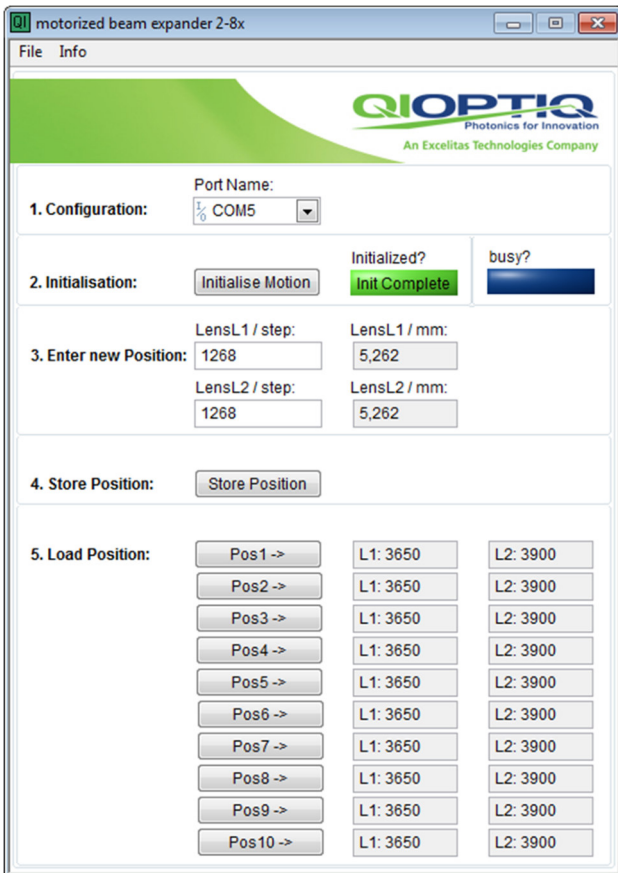 QI motorized beam expander 2-8x
File Info
QIOPTIQ
Photonics for Innovation
An Excelitas Technologies Company
Port Name:
1. Configuration: I/O COM5
Initialized? busy?
2. Initialisation: Initialise Motion Init Complete
LensL1 / step: LensL1 / mm:
3. Enter new Position: 1268 5,262
LensL2 / step: LensL2 / mm:
1268 5,262
4. Store Position: Store Position
5. Load Position: Pos1 -> L1: 3650 L2: 3900
Pos2 -> L1: 3650 L2: 3900
Pos3 -> L1: 3650 L2: 3900
Pos4 -> L1: 3650 L2: 3900
Pos5 -> L1: 3650 L2: 3900
Pos6 -> L1: 3650 L2: 3900
Pos7 -> L1: 3650 L2: 3900
Pos8 -> L1: 3650 L2: 3900
Pos9 -> L1: 3650 L2: 3900
Pos10 -> L1: 3650 L2: 3900